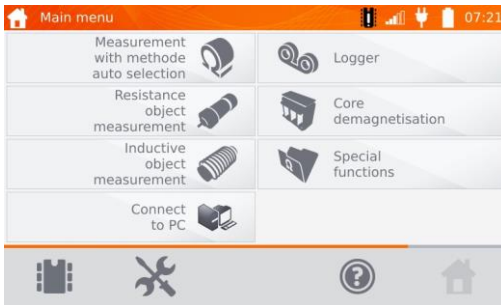 Main menu
07:21
Measurement
with methode
auto selection
Logger
Resistance
object
measurement
Core
demagnetisation
Inductive
object
measurement
Special
functions
Connect
to PC